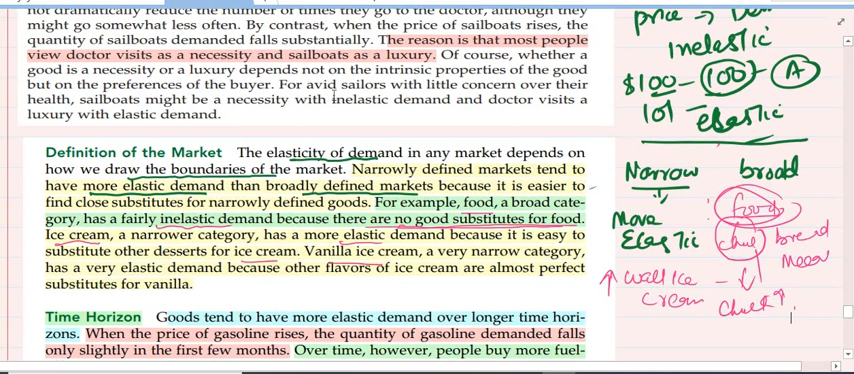 not dramatically reduce the number of times they go to the doctor, although they
might go somewhat less often. By contrast, when the price of sailboats rises, the
quantity of sailboats demanded falls substantially. The reason is that most people
view doctor visits as a necessity and sailboats as a luxury. Of course, whether a
good is a necessity or a luxury depends not on the intrinsic properties of the good
but on the preferences of the buyer. For avid sailors with little concern over their
health, sailboats might be a necessity with inelastic demand and doctor visits a
luxury with elastic demand.
Definition of the Market The elasticity of demand in any market depends on
how we draw the boundaries of the market. Narrowly defined markets tend to
have more elastic demand than broadly defined markets because it is easier to
find close substitutes for narrowly defined goods. For example, food, a broad cate-
gory, has a fairly inelastic demand because there are no good substitutes for food.
Ice cream, a narrower category, has a more elastic demand because it is easy to
substitute other desserts for ice cream. Vanilla ice cream, a very narrow category,
has a very elastic demand because other flavors of ice cream are almost perfect
substitutes for vanilla.
Time Horizon Goods tend to have more elastic demand over longer time hori-
zons. When the price of gasoline rises, the quantity of gasoline demanded falls
only slightly in the first few months. Over time, however, people buy more fuel-
price →
Inelastic
$100 - 100 - A
101 - elastic
Narrow broad
food
More
Elastic
bread
Wall Ice
Cream